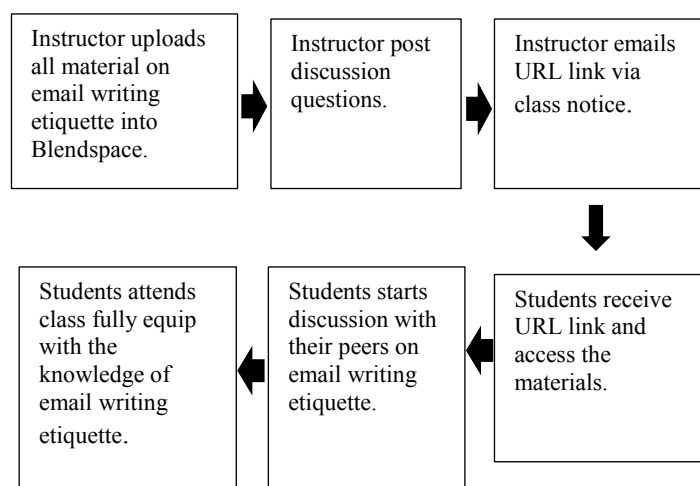 Instructor uploads
all material on
email writing
etiquette into
Blendspace.
Instructor post
discussion
questions.
Instructor emails
URL link via
class notice.
Students receive
URL link and
access the
materials.
Students starts
discussion with
their peers on
email writing
etiquette.
Students attends
class fully equip
with the
knowledge of
email writing
etiquette.